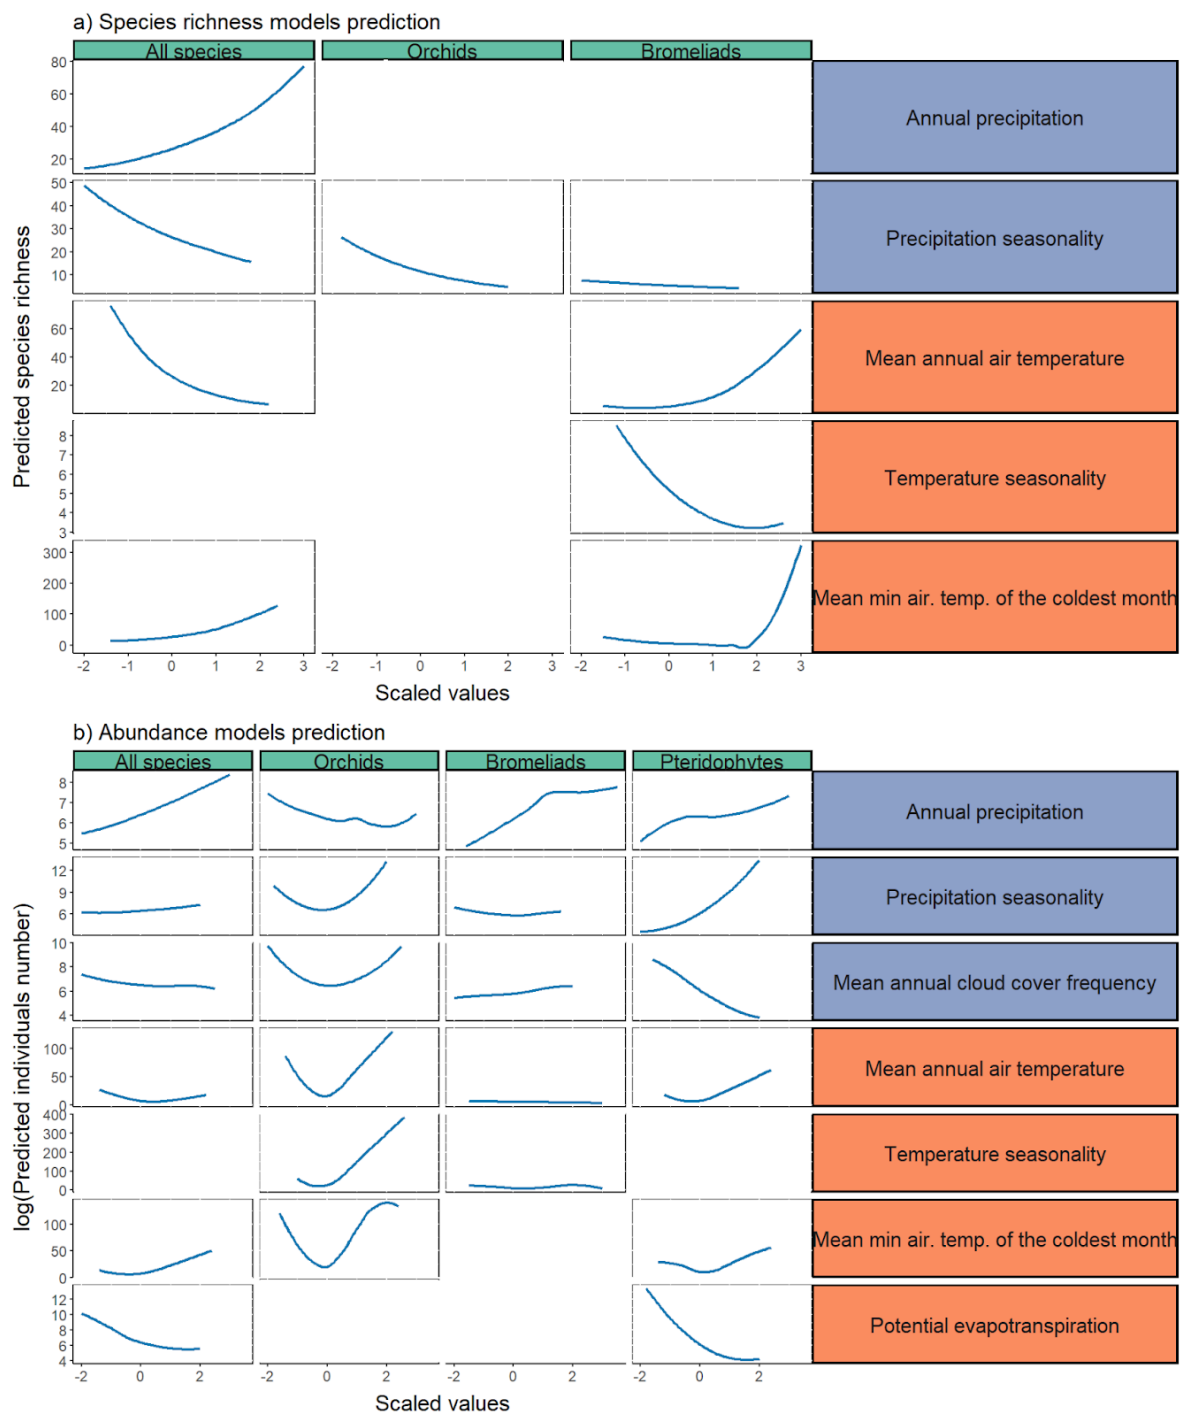 a) Species richness models prediction
All species Orchids Bromeliads
80
60
40
20
Annual precipitation
50
40
30
20
10
Precipitation seasonality
60
40
20
Mean annual air temperature
8
7
6
5
4
3
Temperature seasonality
300
200
100
0
Mean min air. temp. of the coldest month
Predicted species richness
-2 -1 0 1 2 3 -2 -1 0 1 2 3 -2 -1 0 1 2 3
Scaled values
b) Abundance models prediction
All species Orchids Bromeliads Pteridophytes
8
7
6
5
Annual precipitation
12
9
6
Precipitation seasonality
10
8
6
4
Mean annual cloud cover frequency
100
50
0
Mean annual air temperature
400
300
200
100
0
Temperature seasonality
100
50
0
Mean min air. temp. of the coldest month
12
10
8
6
4
Potential evapotranspiration
log(Predicted individuals number)
-2 0 2 -2 0 2 -2 0 2 -2 0 2
Scaled values